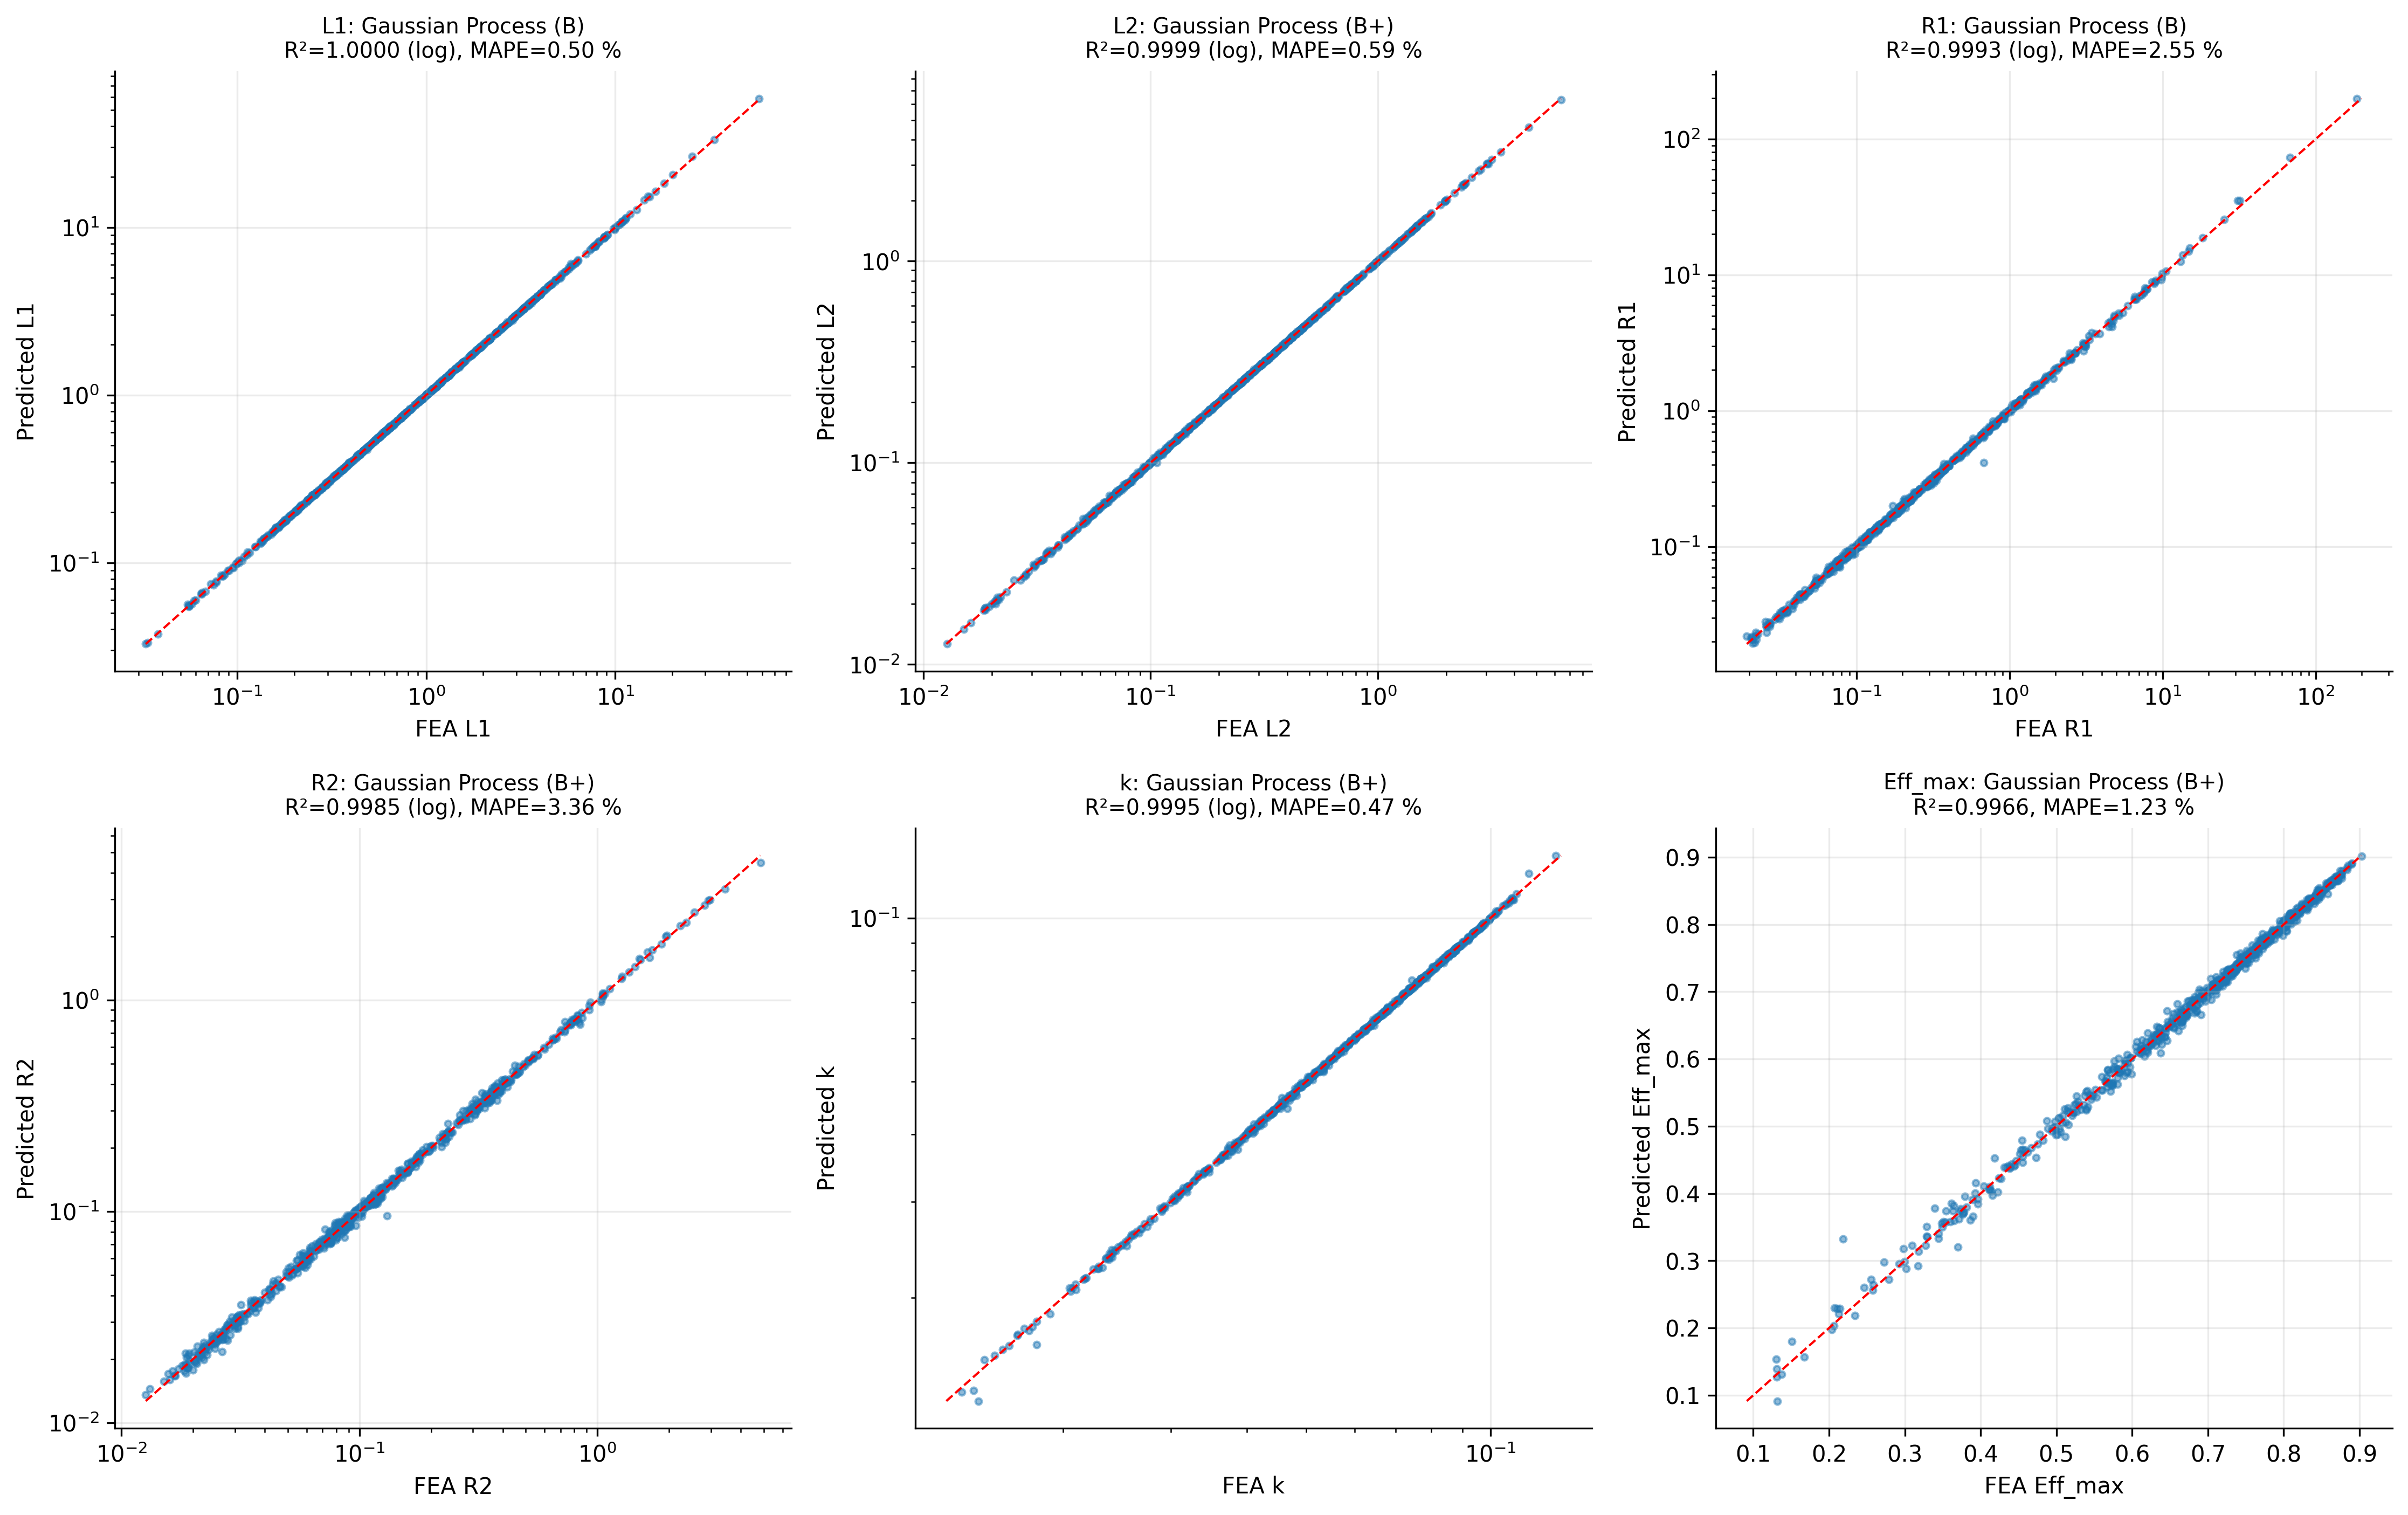 L1: Gaussian Process (B)
R²=1.0000 (log), MAPE=0.50 %
Predicted L1
10¹
10⁰
10⁻¹
10⁻¹ 10⁰ 10¹
FEA L1
L2: Gaussian Process (B+)
R²=0.9999 (log), MAPE=0.59 %
Predicted L2
10⁰
10⁻¹
10⁻²
10⁻² 10⁻¹ 10⁰
FEA L2
R1: Gaussian Process (B)
R²=0.9993 (log), MAPE=2.55 %
Predicted R1
10²
10¹
10⁰
10⁻¹
10⁻¹ 10⁰ 10¹ 10²
FEA R1
R2: Gaussian Process (B+)
R²=0.9985 (log), MAPE=3.36 %
Predicted R2
10⁰
10⁻¹
10⁻²
10⁻² 10⁻¹ 10⁰
FEA R2
k: Gaussian Process (B+)
R²=0.9995 (log), MAPE=0.47 %
Predicted k
10⁻¹
10⁻¹
FEA k
Eff_max: Gaussian Process (B+)
R²=0.9966, MAPE=1.23 %
Predicted Eff_max
0.9
0.8
0.7
0.6
0.5
0.4
0.3
0.2
0.1
0.1 0.2 0.3 0.4 0.5 0.6 0.7 0.8 0.9
FEA Eff_max